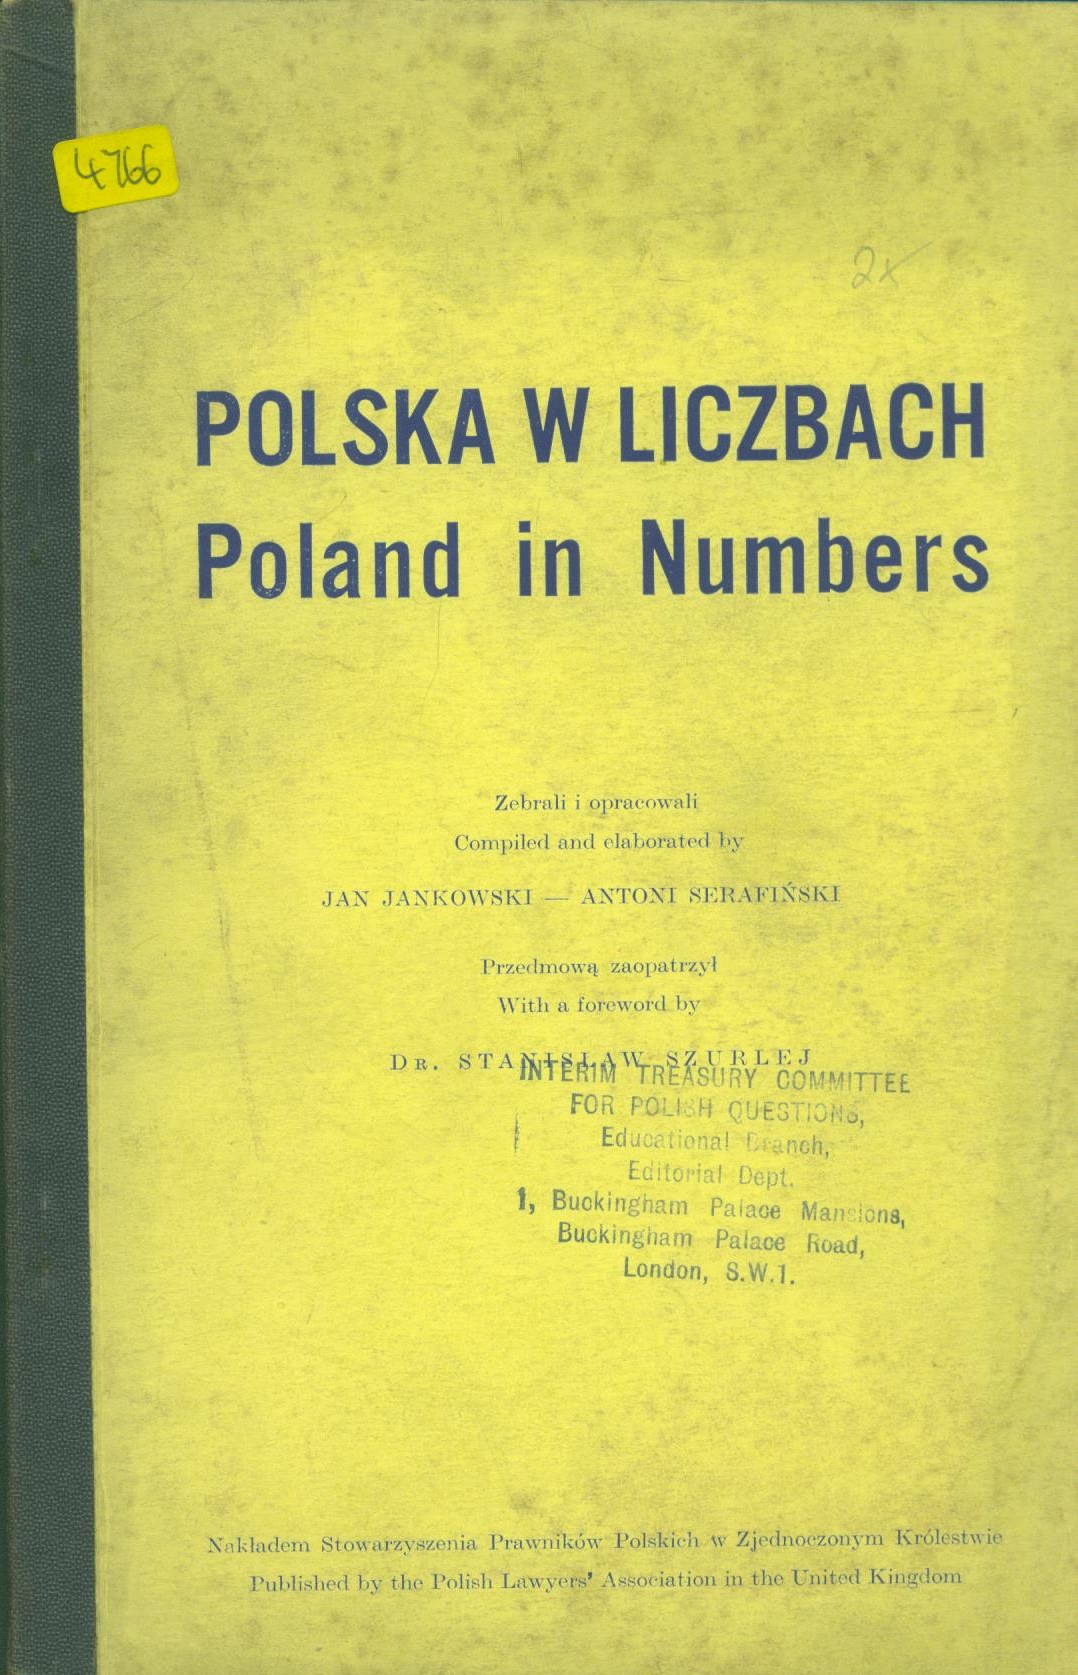 4766
2x
POLSKA W LICZBACH
Poland in Numbers
Zebrali i opracowali
Compiled and elaborated by
JAN JANKOWSKI — ANTONI SERAFIŃSKI
Przedmową zaopatrzył
With a foreword by
DR. STANISŁAW SZURLEJ
INTERIM TREASURY COMMITTEE
FOR POLISH QUESTIONS,
Educational Branch,
Editorial Dept.
1, Buckingham Palace Mansions,
Buckingham Palace Road,
London, S.W.1.
Nakładem Stowarzyszenia Prawników Polskich w Zjednoczonym Królestwie
Published by the Polish Lawyers' Association in the United Kingdom